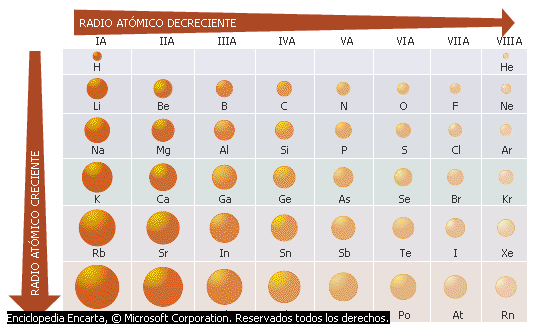 RADIO ATÓMICO DECRECIENTE
IA IIA IIIA IVA VA VIA VIIA VIIIA
H He
Li Be B C N O F Ne
Na Mg Al Si P S Cl Ar
K Ca Ga Ge As Se Br Kr
Rb Sr In Sn Sb Te I Xe
Po At Rn
RADIO ATÓMICO CRECIENTE
Enciclopedia Encarta, © Microsoft Corporation. Reservados todos los derechos.